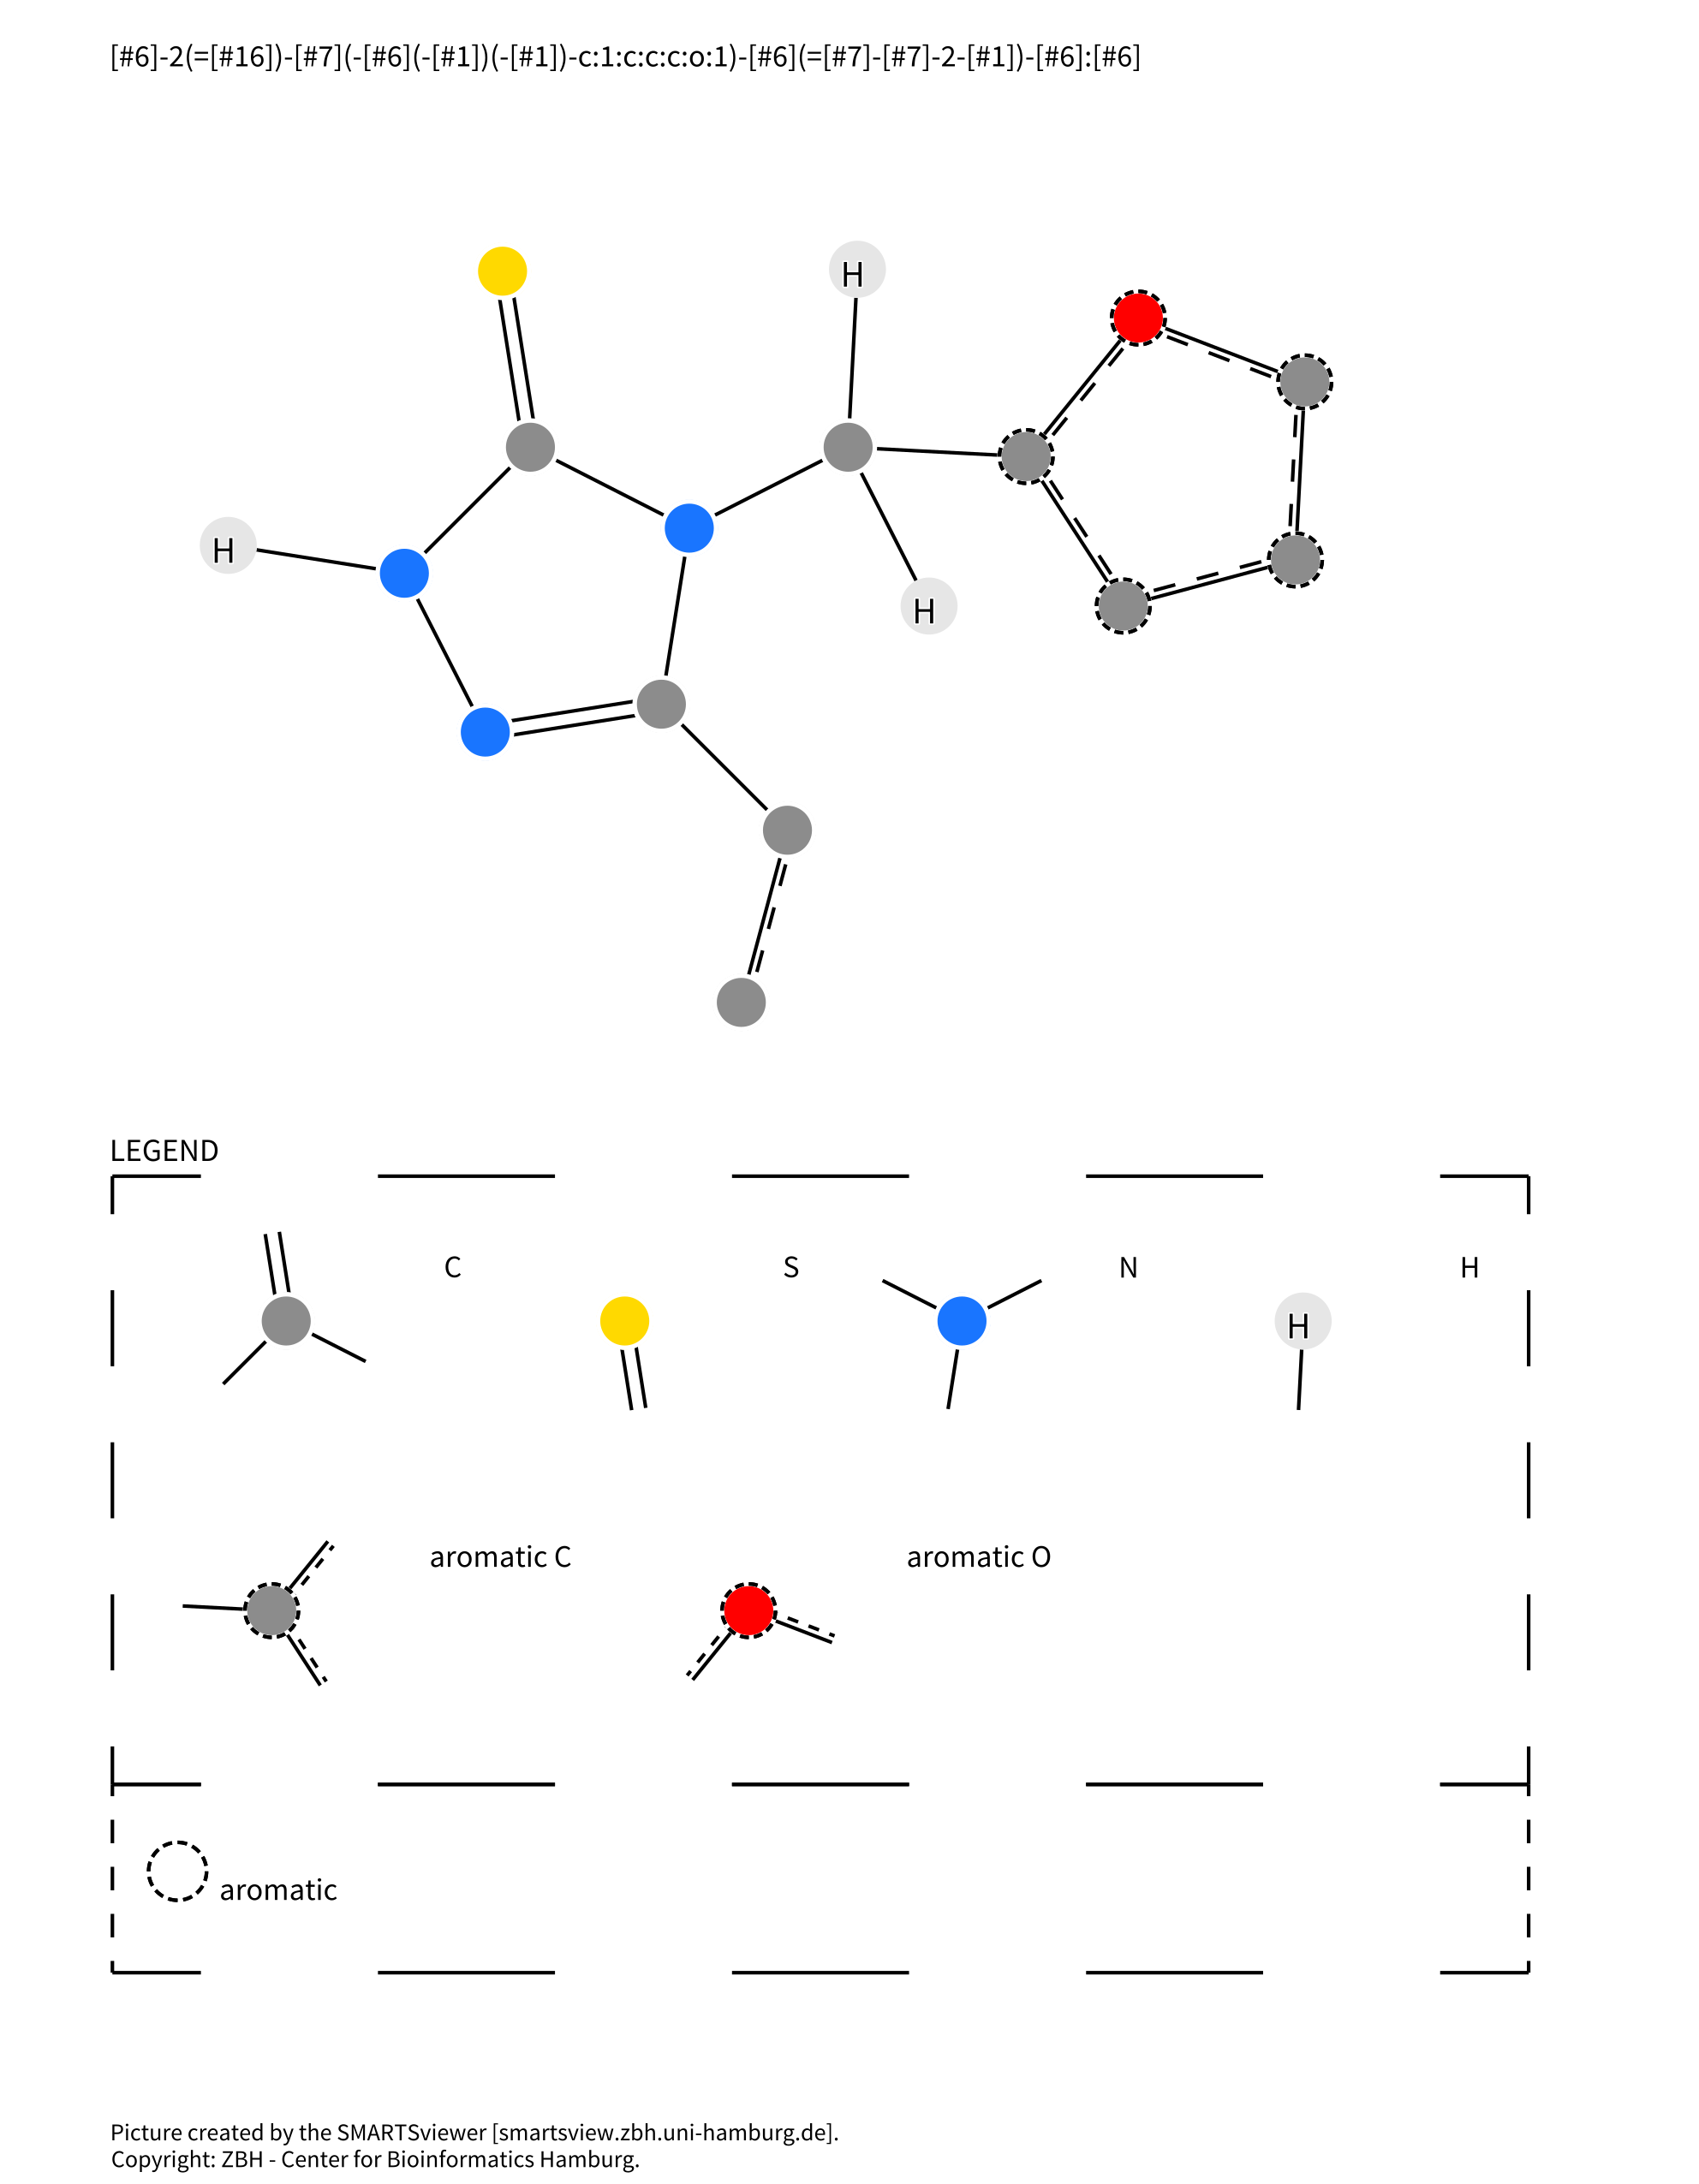 [#6]-2(=[#16])-[#7](-[#6](-[#1])(-[#1])-c:1:c:c:c:o:1)-[#6](=[#7]-[#7]-2-[#1])-[#6]:[#6]
H
H
H
LEGEND
C
S
N
H
H
aromatic C
aromatic O
aromatic
Picture created by the SMARTSviewer [smartsview.zbh.uni-hamburg.de].
Copyright: ZBH - Center for Bioinformatics Hamburg.